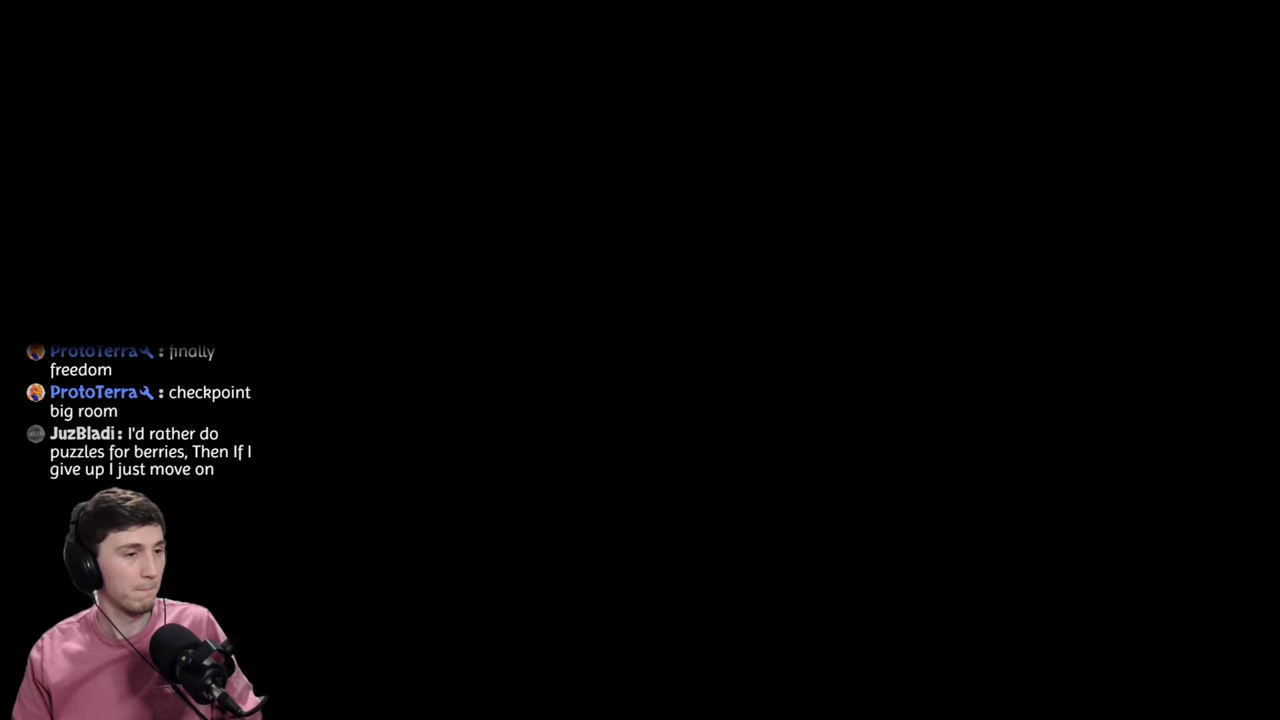 ProtoTerra : finally
freedom
ProtoTerra : checkpoint
big room
JuzBladi : I'd rather do
puzzles for berries, Then If I
give up I just move on